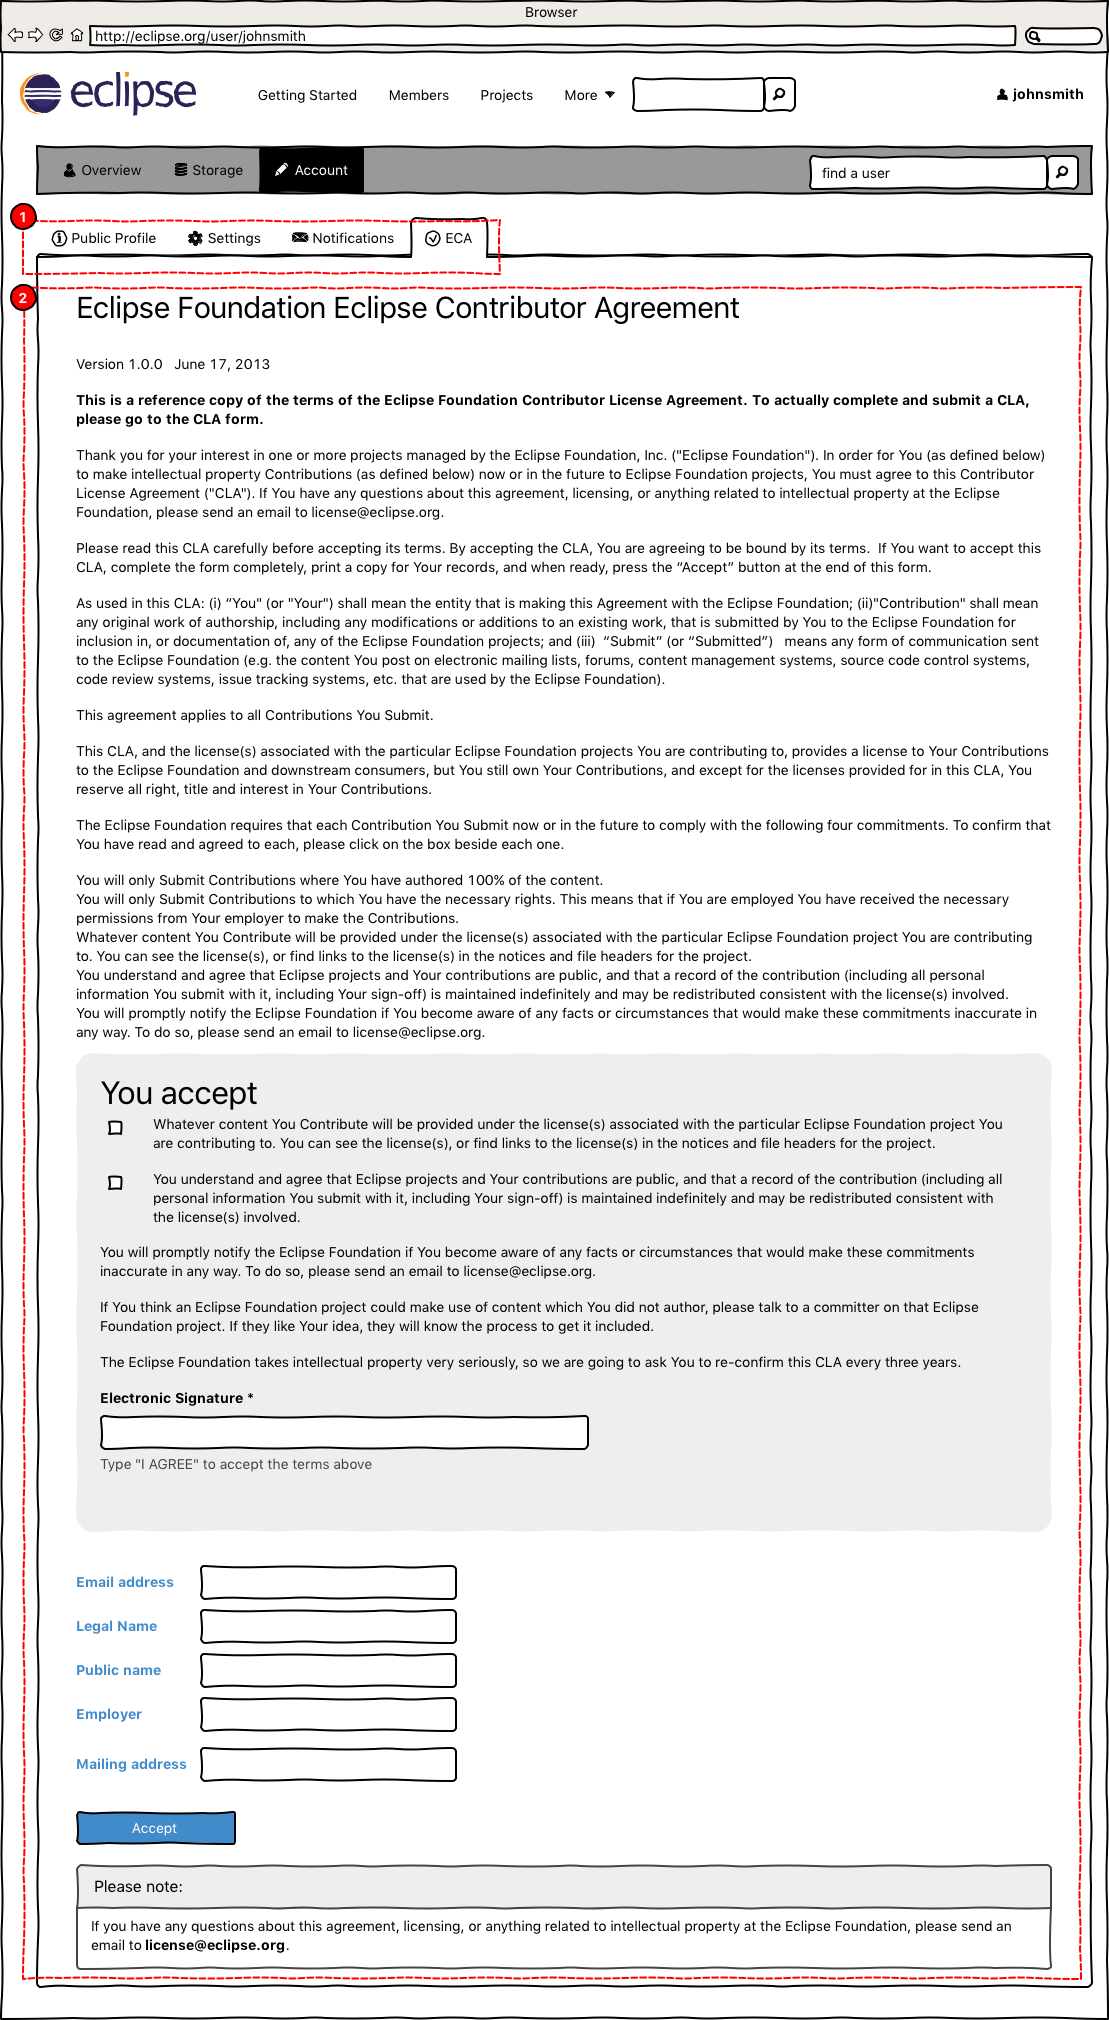 Browser
http://eclipse.org/user/johnsmith
eclipse
Getting Started Members Projects More
johnsmith
Overview Storage Account
find a user
1
Public Profile Settings Notifications ECA
2
Eclipse Foundation Eclipse Contributor Agreement
Version 1.0.0 June 17, 2013
This is a reference copy of the terms of the Eclipse Foundation Contributor License Agreement. To actually complete and submit a CLA,
please go to the CLA form.
Thank you for your interest in one or more projects managed by the Eclipse Foundation, Inc. ("Eclipse Foundation"). In order for You (as defined below)
to make intellectual property Contributions (as defined below) now or in the future to Eclipse Foundation projects, You must agree to this Contributor
License Agreement ("CLA"). If You have any questions about this agreement, licensing, or anything related to intellectual property at the Eclipse
Foundation, please send an email to license@eclipse.org.
Please read this CLA carefully before accepting its terms. By accepting the CLA, You are agreeing to be bound by its terms.  If You want to accept this
CLA, complete the form completely, print a copy for Your records, and when ready, press the “Accept” button at the end of this form.
As used in this CLA: (i) “You" (or "Your") shall mean the entity that is making this Agreement with the Eclipse Foundation; (ii)"Contribution" shall mean
any original work of authorship, including any modifications or additions to an existing work, that is submitted by You to the Eclipse Foundation for
inclusion in, or documentation of, any of the Eclipse Foundation projects; and (iii)  “Submit” (or “Submitted”)   means any form of communication sent
to the Eclipse Foundation (e.g. the content You post on electronic mailing lists, forums, content management systems, source code control systems,
code review systems, issue tracking systems, etc. that are used by the Eclipse Foundation).
This agreement applies to all Contributions You Submit.
This CLA, and the license(s) associated with the particular Eclipse Foundation projects You are contributing to, provides a license to Your Contributions
to the Eclipse Foundation and downstream consumers, but You still own Your Contributions, and except for the licenses provided for in this CLA, You
reserve all right, title and interest in Your Contributions.
The Eclipse Foundation requires that each Contribution You Submit now or in the future to comply with the following four commitments. To confirm that
You have read and agreed to each, please click on the box beside each one.
You will only Submit Contributions where You have authored 100% of the content.
You will only Submit Contributions to which You have the necessary rights. This means that if You are employed You have received the necessary
permissions from Your employer to make the Contributions.
Whatever content You Contribute will be provided under the license(s) associated with the particular Eclipse Foundation project You are contributing
to. You can see the license(s), or find links to the license(s) in the notices and file headers for the project.
You understand and agree that Eclipse projects and Your contributions are public, and that a record of the contribution (including all personal
information You submit with it, including Your sign-off) is maintained indefinitely and may be redistributed consistent with the license(s) involved.
You will promptly notify the Eclipse Foundation if You become aware of any facts or circumstances that would make these commitments inaccurate in
any way. To do so, please send an email to license@eclipse.org.
You accept
Whatever content You Contribute will be provided under the license(s) associated with the particular Eclipse Foundation project You
are contributing to. You can see the license(s), or find links to the license(s) in the notices and file headers for the project.
You understand and agree that Eclipse projects and Your contributions are public, and that a record of the contribution (including all
personal information You submit with it, including Your sign-off) is maintained indefinitely and may be redistributed consistent with
the license(s) involved.
You will promptly notify the Eclipse Foundation if You become aware of any facts or circumstances that would make these commitments
inaccurate in any way. To do so, please send an email to license@eclipse.org.
If You think an Eclipse Foundation project could make use of content which You did not author, please talk to a committer on that Eclipse
Foundation project. If they like Your idea, they will know the process to get it included.
The Eclipse Foundation takes intellectual property very seriously, so we are going to ask You to re-confirm this CLA every three years.
Electronic Signature *
Type "I AGREE" to accept the terms above
Email address
Legal Name
Public name
Employer
Mailing address
Accept
Please note:
If you have any questions about this agreement, licensing, or anything related to intellectual property at the Eclipse Foundation, please send an
email to license@eclipse.org.